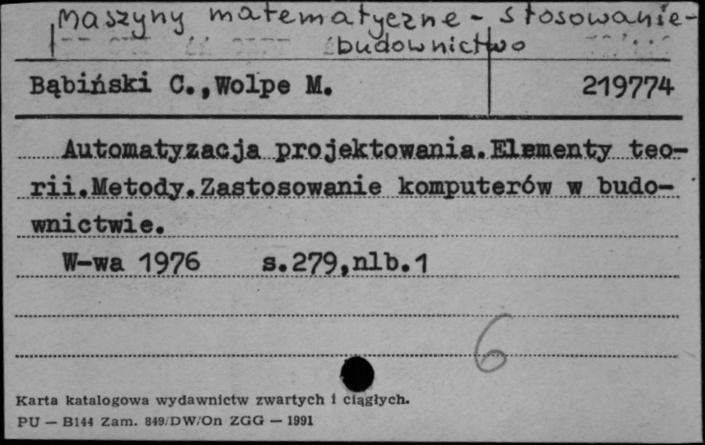 Maszyny matematyczne - stosowanie-
budownictwo
Bąbiński C.,Wolpe M. 219774
Automatyzacja projektowania.Elementy teo-
rii.Metody.Zastosowanie komputerów w budo-
wnictwie.
W-wa 1976 s.279,nlb.1
6
Karta katalogowa wydawnictw zwartych i ciągłych.
PU — B144 Zam. 849/DW/On ZGG — 1991